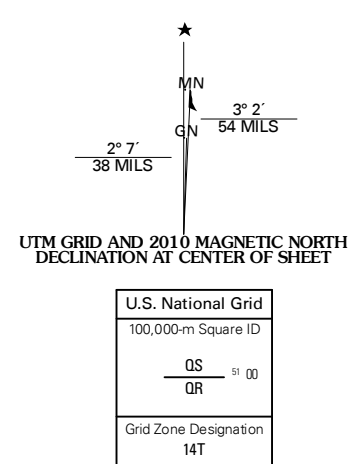 ★
MN
GN
3° 2´
54 MILS
2° 7´
38 MILS
UTM GRID AND 2010 MAGNETIC NORTH
DECLINATION AT CENTER OF SHEET
U.S. National Grid
100,000-m Square ID
QS
51 00
QR
Grid Zone Designation
14T